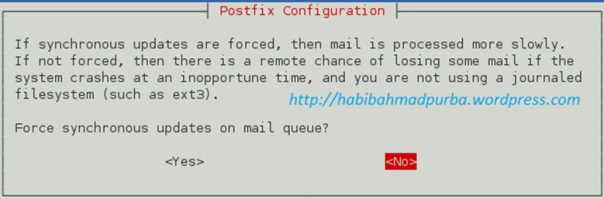 Postfix Configuration
If synchronous updates are forced, then mail is processed more slowly.
If not forced, then there is a remote chance of losing some mail if the
system crashes at an inopportune time, and you are not using a journaled
filesystem (such as ext3).
http://habibahmadpurba.wordpress.com
Force synchronous updates on mail queue?
<Yes> <No>